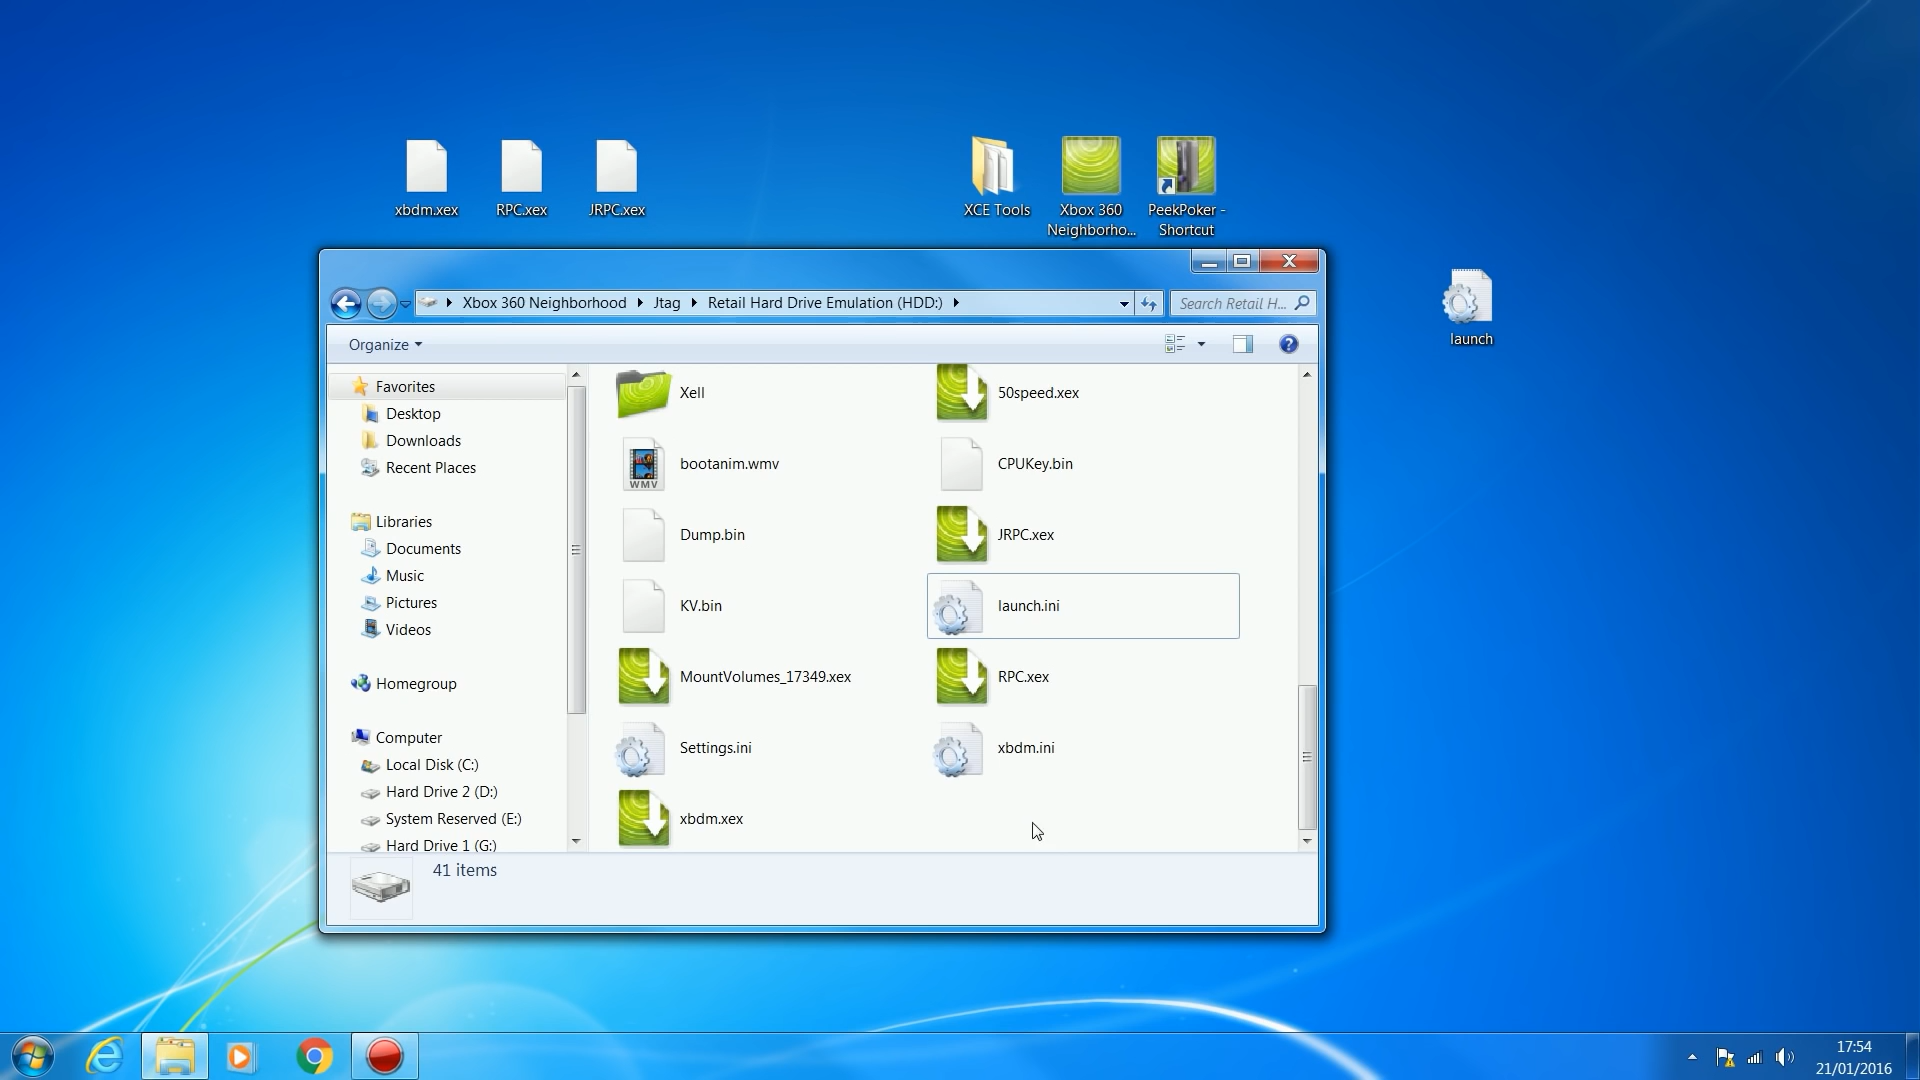 xbdm.xex
RPC.xex
JRPC.xex
XCE Tools
Xbox 360
Neighborho...
PeekPoker -
Shortcut
launch
Xbox 360 Neighborhood
Jtag
Retail Hard Drive Emulation (HDD:)
Search Retail H...
Organize
Favorites
Desktop
Downloads
Recent Places
Libraries
Documents
Music
Pictures
Videos
Homegroup
Computer
Local Disk (C:)
Hard Drive 2 (D:)
System Reserved (E:)
Hard Drive 1 (G:)
Xell
50speed.xex
WMV
bootanim.wmv
CPUKey.bin
Dump.bin
JRPC.xex
KV.bin
launch.ini
MountVolumes_17349.xex
RPC.xex
Settings.ini
xbdm.ini
xbdm.xex
41 items
17:54
21/01/2016